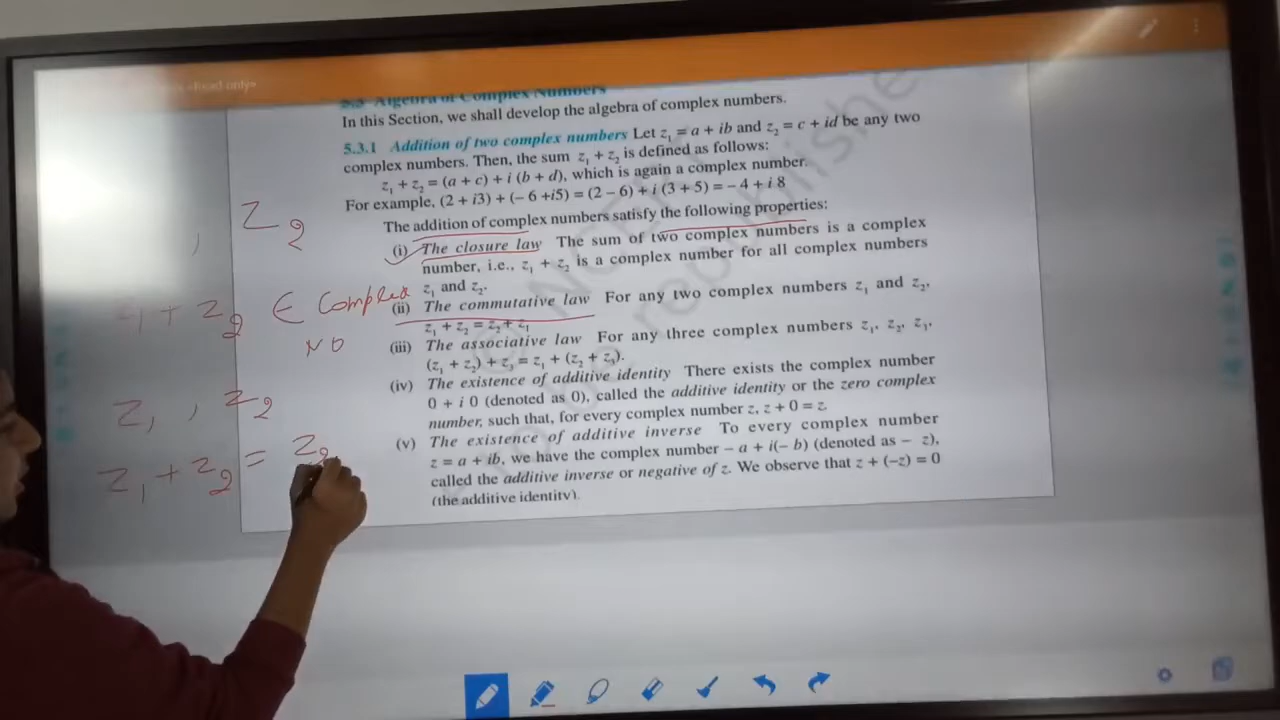 5.3 Algebra of Complex Numbers
In this Section, we shall develop the algebra of complex numbers.
5.3.1 Addition of two complex numbers Let z₁ = a + ib and z₂ = c + id be any two
complex numbers. Then, the sum z₁ + z₂ is defined as follows:
z₁ + z₂ = (a + c) + i (b + d), which is again a complex number.
For example, (2 + i3) + (– 6 +i5) = (2 – 6) + i (3 + 5) = – 4 + i 8
The addition of complex numbers satisfy the following properties:
(i) The closure law The sum of two complex numbers is a complex
number, i.e., z₁ + z₂ is a complex number for all complex numbers
z₁ and z₂.
(ii) The commutative law For any two complex numbers z₁ and z₂,
z₁ + z₂ = z₂ + z₁
(iii) The associative law For any three complex numbers z₁, z₂, z₃,
(z₁ + z₂) + z₃ = z₁ + (z₂ + z₃).
(iv) The existence of additive identity There exists the complex number
0 + i 0 (denoted as 0), called the additive identity or the zero complex
number, such that, for every complex number z, z + 0 = z.
(v) The existence of additive inverse To every complex number
z = a + ib, we have the complex number – a + i(– b) (denoted as – z),
called the additive inverse or negative of z. We observe that z + (–z) = 0
(the additive identity).
, z₂
z₁ + z₂ ∈ Complex
NO
z₁ , z₂
z₁ + z₂ = z₂